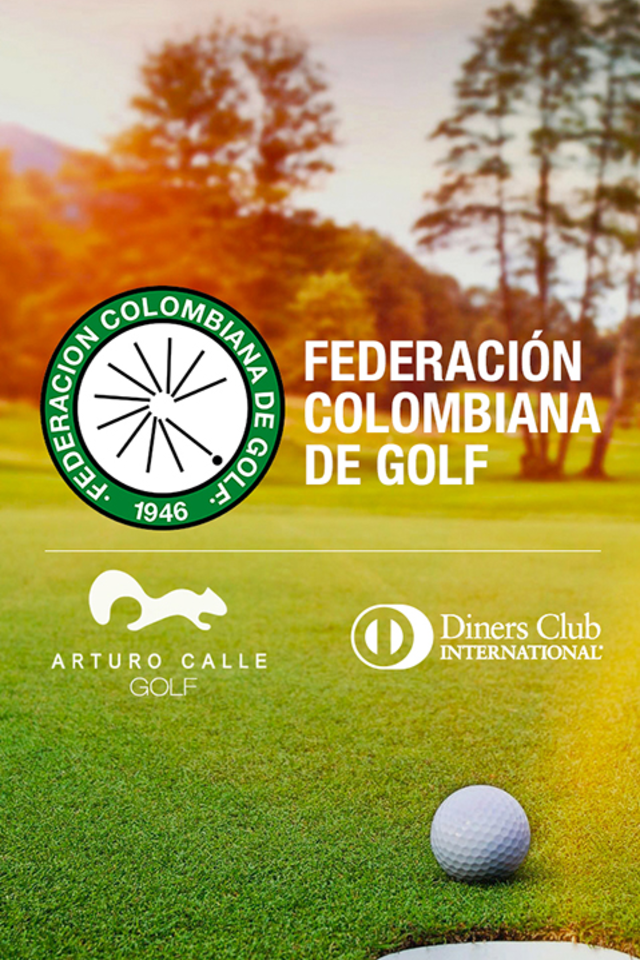 ·FEDERACION COLOMBIANA DE GOLF·
1946
FEDERACIÓN
COLOMBIANA
DE GOLF
ARTURO CALLE
GOLF
Diners Club
INTERNATIONAL®